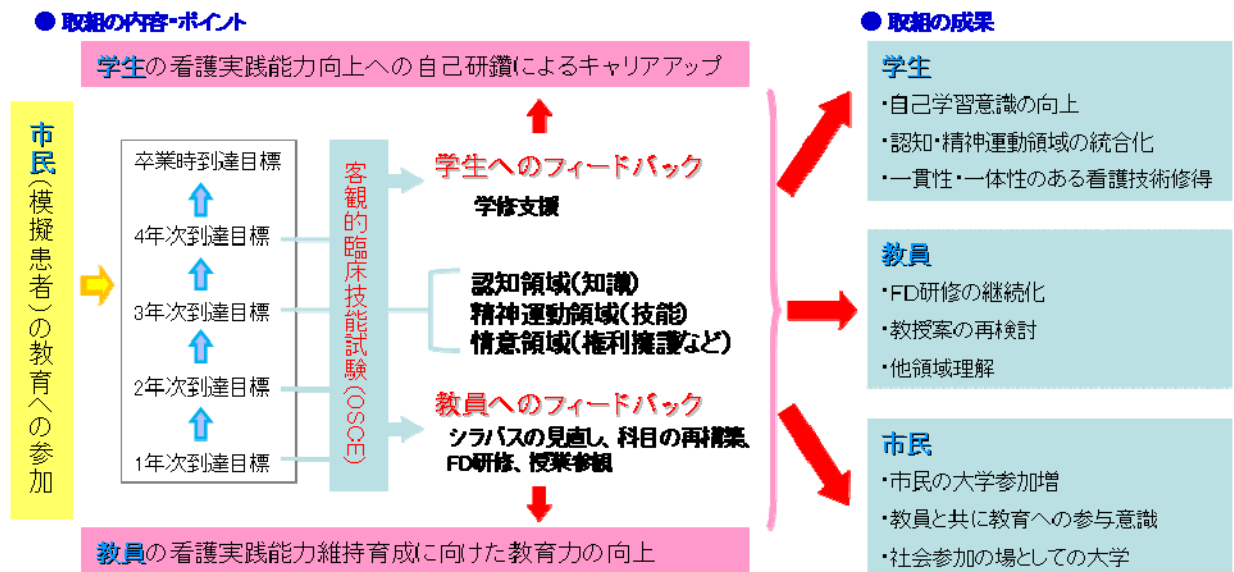 ● 取組の内容・ポイント
学生の看護実践能力向上への自己研鑽によるキャリアアップ
市民(模擬患者)の教育への参加
卒業時到達目標
4年次到達目標
3年次到達目標
2年次到達目標
1年次到達目標
客観的臨床技能試験(OSCE)
学生へのフィードバック
学修支援
認知領域(知識)
精神運動領域(技能)
情意領域(権利擁護など)
教員へのフィードバック
シラバスの見直し、科目の再構築、
FD研修、授業参観
教員の看護実践能力維持育成に向けた教育力の向上
● 取組の成果
学生
・自己学習意識の向上
・認知・精神運動領域の統合化
・一貫性・一体性のある看護技術修得
教員
・FD研修の継続化
・教授案の再検討
・他領域理解
市民
・市民の大学参加増
・教員と共に教育への参与意識
・社会参加の場としての大学